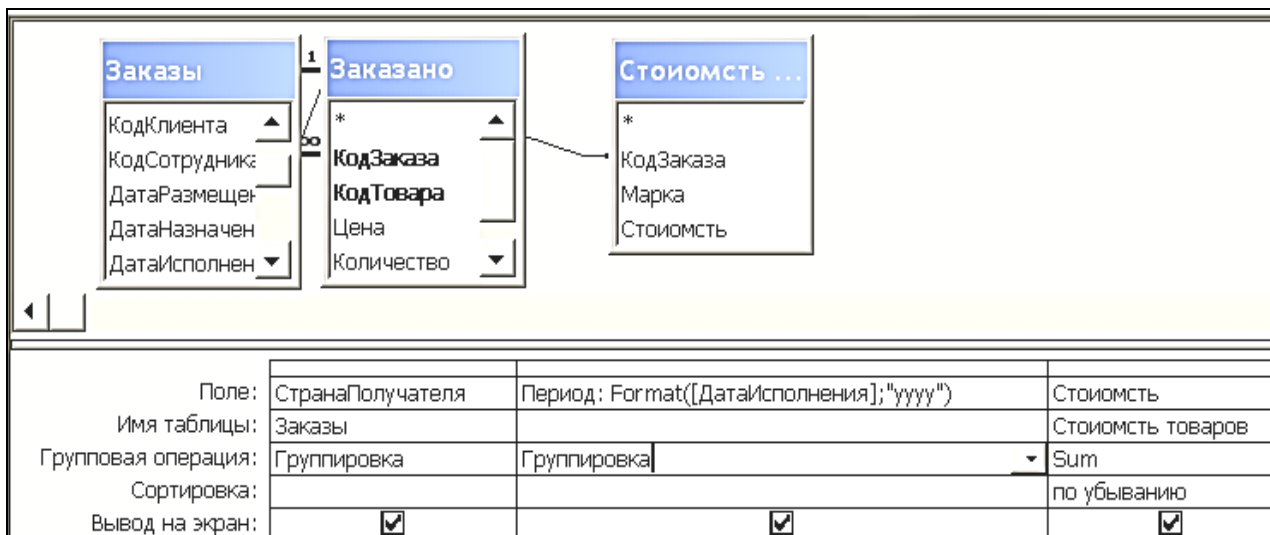 Заказы
КодКлиента
КодСотрудника
ДатаРазмещен
ДатаНазначен
ДатаИсполнен
1
∞
Заказано
*
КодЗаказа
КодТовара
Цена
Количество
Стоиомсть ...
*
КодЗаказа
Марка
Стоиомсть
Поле: СтранаПолучателя Период: Format([ДатаИсполнения];"yyyy") Стоиомсть
Имя таблицы: Заказы Стоиомсть товаров
Групповая операция: Группировка Группировка Sum
Сортировка: по убыванию
Вывод на экран: